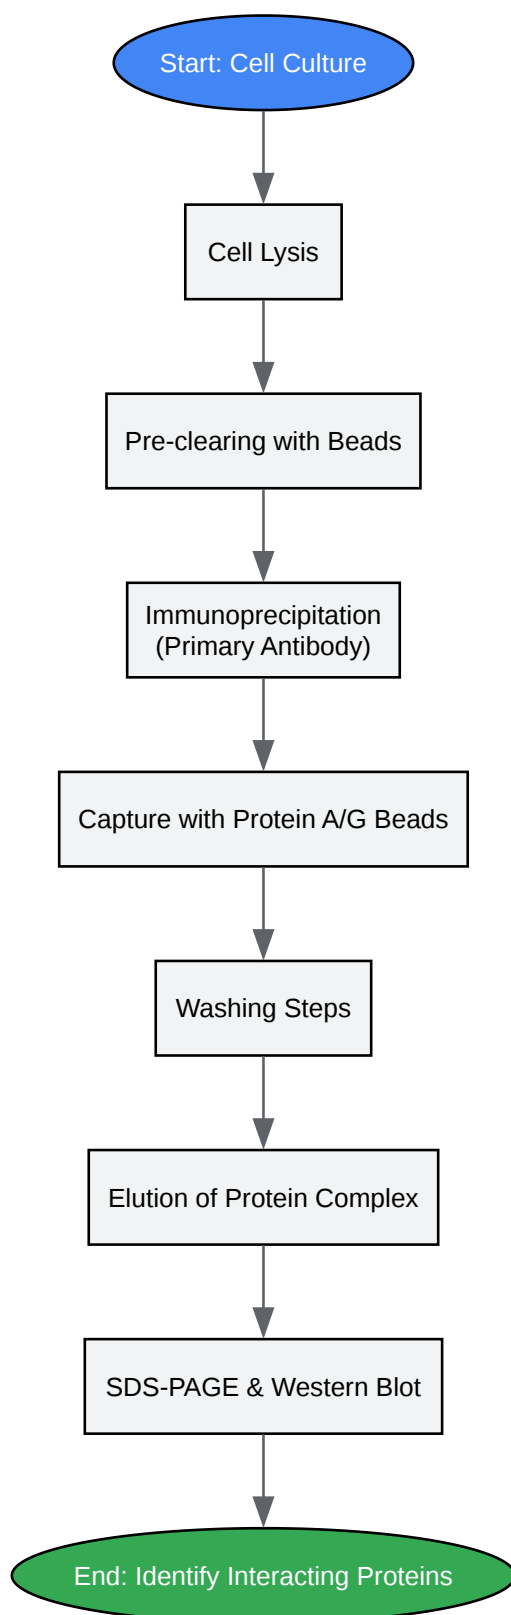 Start: Cell Culture
Cell Lysis
Pre-clearing with Beads
Immunoprecipitation
(Primary Antibody)
Capture with Protein A/G Beads
Washing Steps
Elution of Protein Complex
SDS-PAGE & Western Blot
End: Identify Interacting Proteins